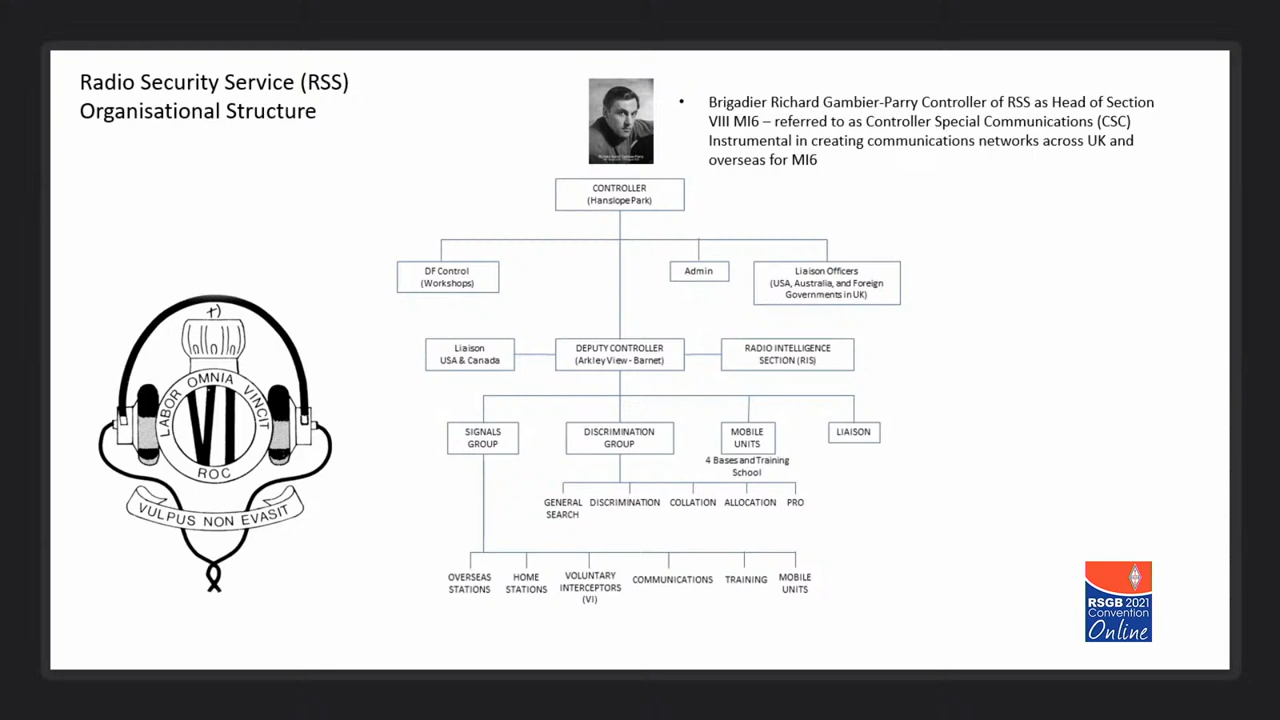 Radio Security Service (RSS)
Organisational Structure
• Brigadier Richard Gambier-Parry Controller of RSS as Head of Section
VIII MI6 – referred to as Controller Special Communications (CSC)
Instrumental in creating communications networks across UK and
overseas for MI6
CONTROLLER
(Hanslope Park)
DF Control
(Workshops)
Admin
Liaison Officers
(USA, Australia, and Foreign
Governments in UK)
Liaison
USA & Canada
DEPUTY CONTROLLER
(Arkley View - Barnet)
RADIO INTELLIGENCE
SECTION (RIS)
SIGNALS
GROUP
DISCRIMINATION
GROUP
MOBILE
UNITS
4 Bases and Training
School
LIAISON
GENERAL
SEARCH
DISCRIMINATION
COLLATION
ALLOCATION
PRO
OVERSEAS
STATIONS
HOME
STATIONS
VOLUNTARY
INTERCEPTORS
(VI)
COMMUNICATIONS
TRAINING
MOBILE
UNITS
LABOR OMNIA VINCIT
VI
ROC
VULPUS NON EVASIT
RSGB 2021
Convention
Online